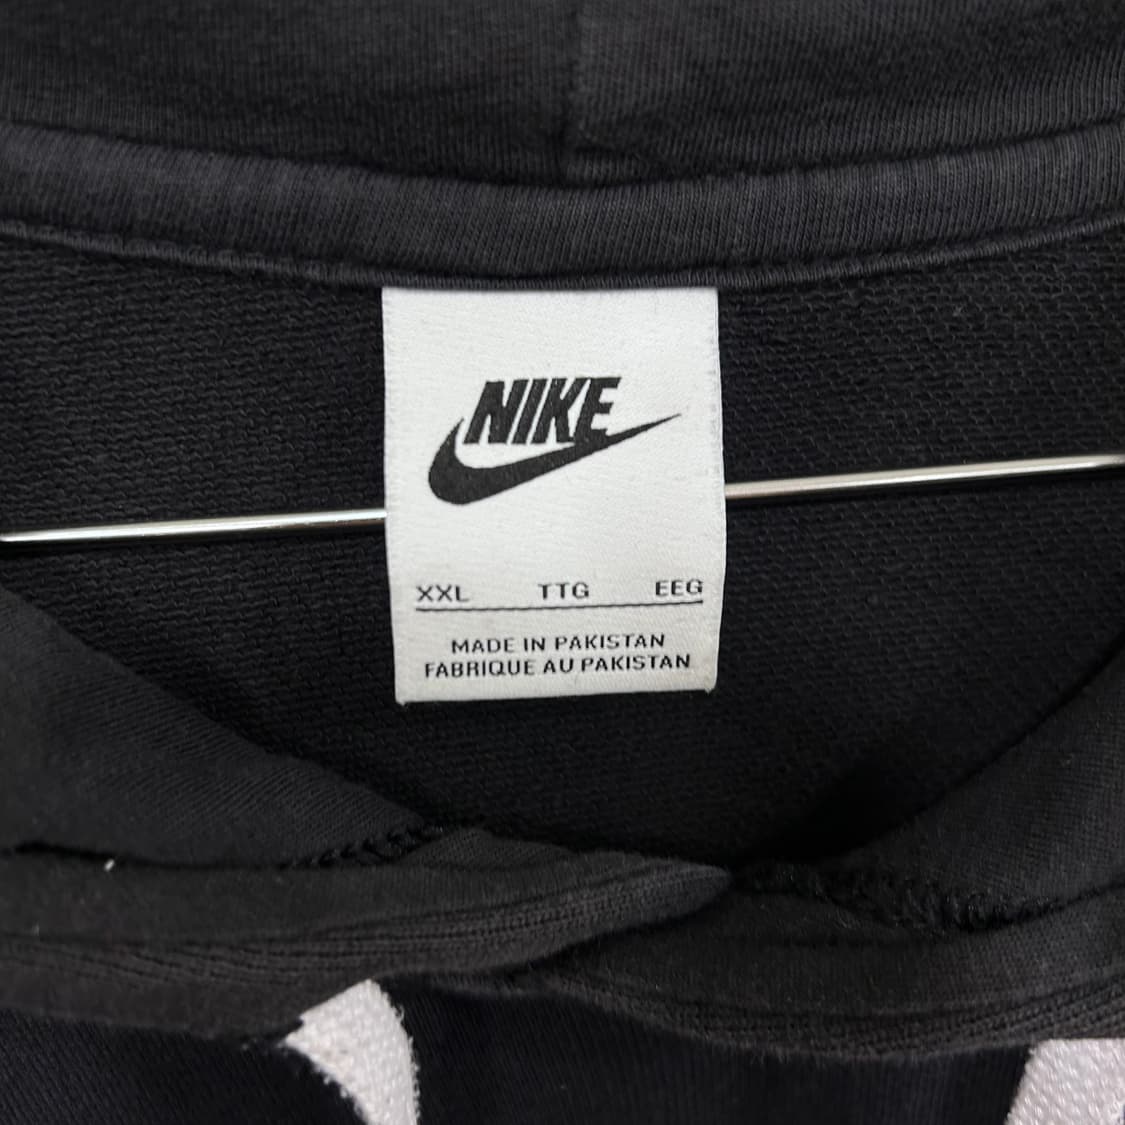 NIKE
XXL TTG EEG
MADE IN PAKISTAN
FABRIQUE AU PAKISTAN